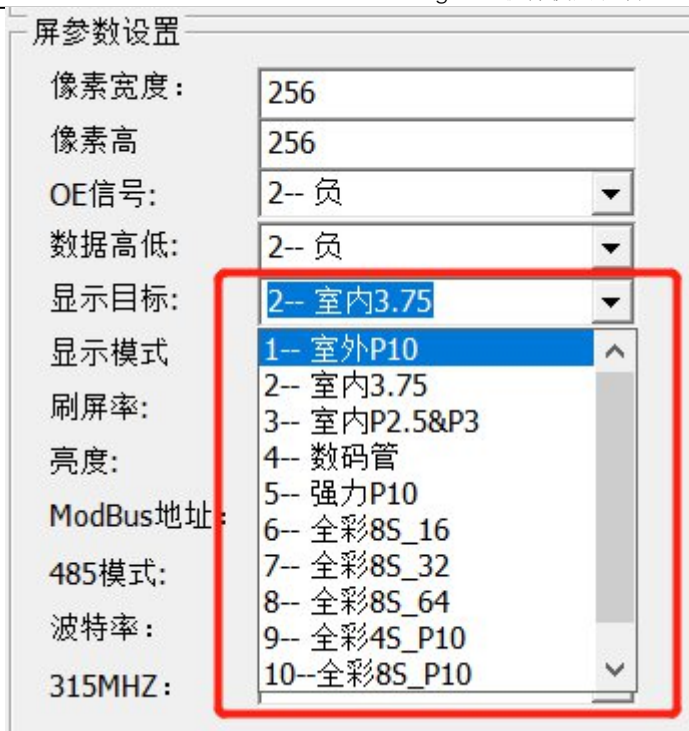 屏参数设置
像素宽度： 256
像素高 256
OE信号: 2-- 负
数据高低: 2-- 负
显示目标: 2-- 室内3.75
显示模式 1-- 室外P10
2-- 室内3.75
刷屏率: 3-- 室内P2.5&P3
亮度: 4-- 数码管
5-- 强力P10
ModBus地址： 6-- 全彩8S_16
485模式: 7-- 全彩8S_32
8-- 全彩8S_64
波特率： 9-- 全彩4S_P10
315MHZ： 10--全彩8S_P10